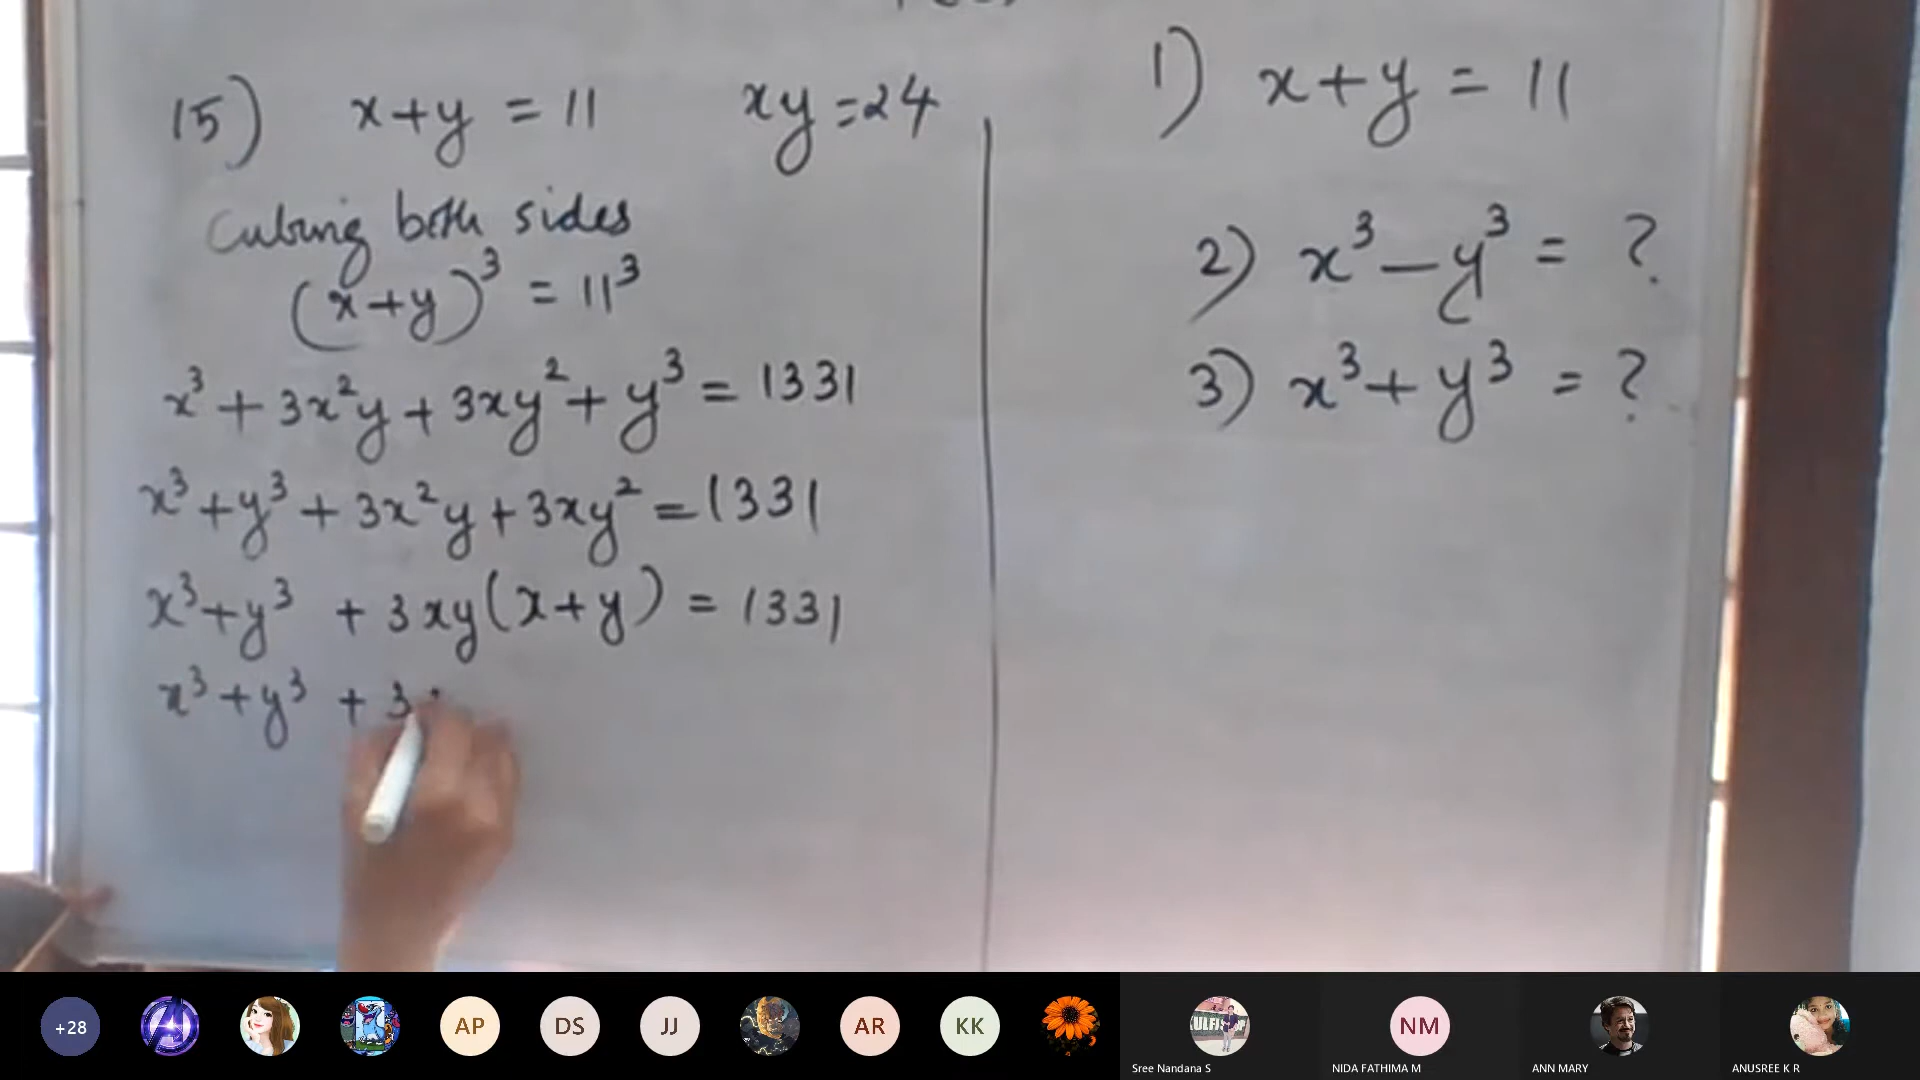 15) x+y = 11 xy = 24
Cubing both sides
(x+y)³ = 11³
x³ + 3x²y + 3xy² + y³ = 1331
x³ + y³ + 3x²y + 3xy² = 1331
x³ + y³ + 3xy(x+y) = 1331
x³ + y³ + 3
1) x+y = 11
2) x³ – y³ = ?
3) x³ + y³ = ?
+28
AP
DS
JJ
AR
KK
NM
Sree Nandana S
NIDA FATHIMA M
ANN MARY
ANUSREE K R